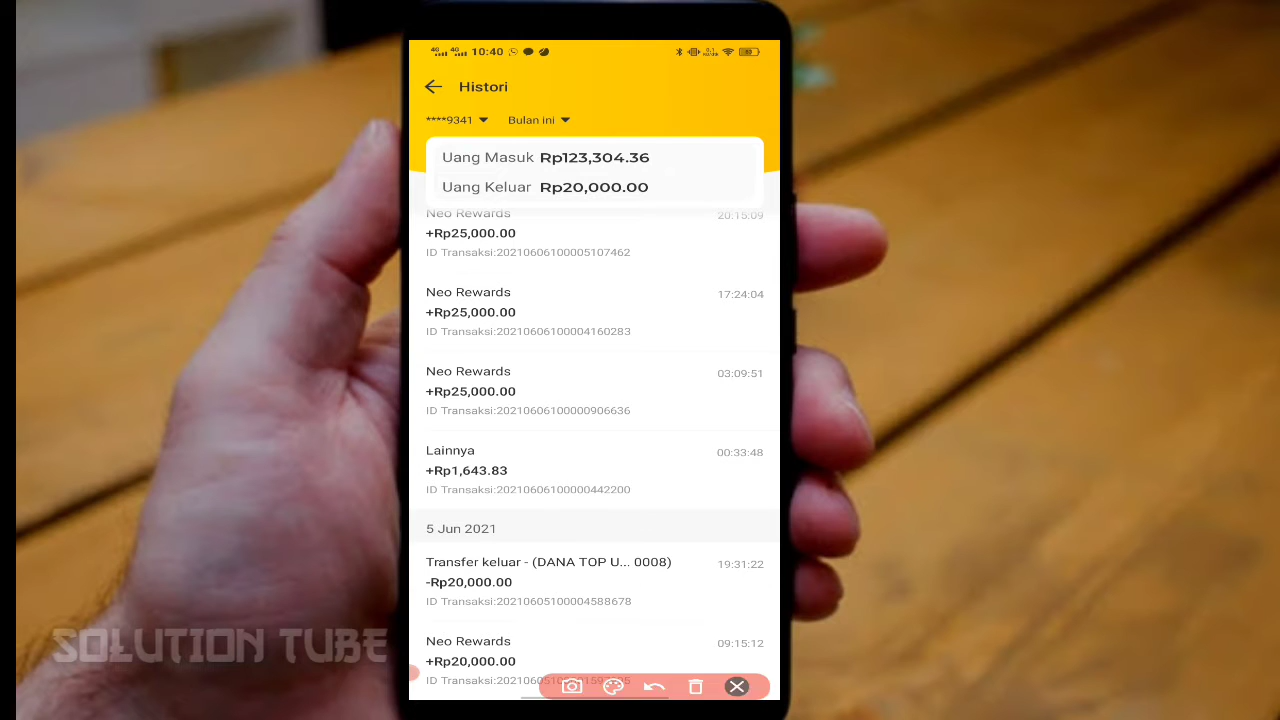 10:40
Histori
****9341 Bulan ini
Uang Masuk Rp123,304.36
Uang Keluar Rp20,000.00
Neo Rewards 20:15:09
+Rp25,000.00
ID Transaksi:20210606100005107462
Neo Rewards 17:24:04
+Rp25,000.00
ID Transaksi:20210606100004160283
Neo Rewards 03:09:51
+Rp25,000.00
ID Transaksi:20210606100000906636
Lainnya 00:33:48
+Rp1,643.83
ID Transaksi:20210606100000442200
5 Jun 2021
Transfer keluar - (DANA TOP U... 0008) 19:31:22
-Rp20,000.00
ID Transaksi:20210605100004588678
Neo Rewards 09:15:12
+Rp20,000.00
ID Transaksi:
SOLUTION TUBE